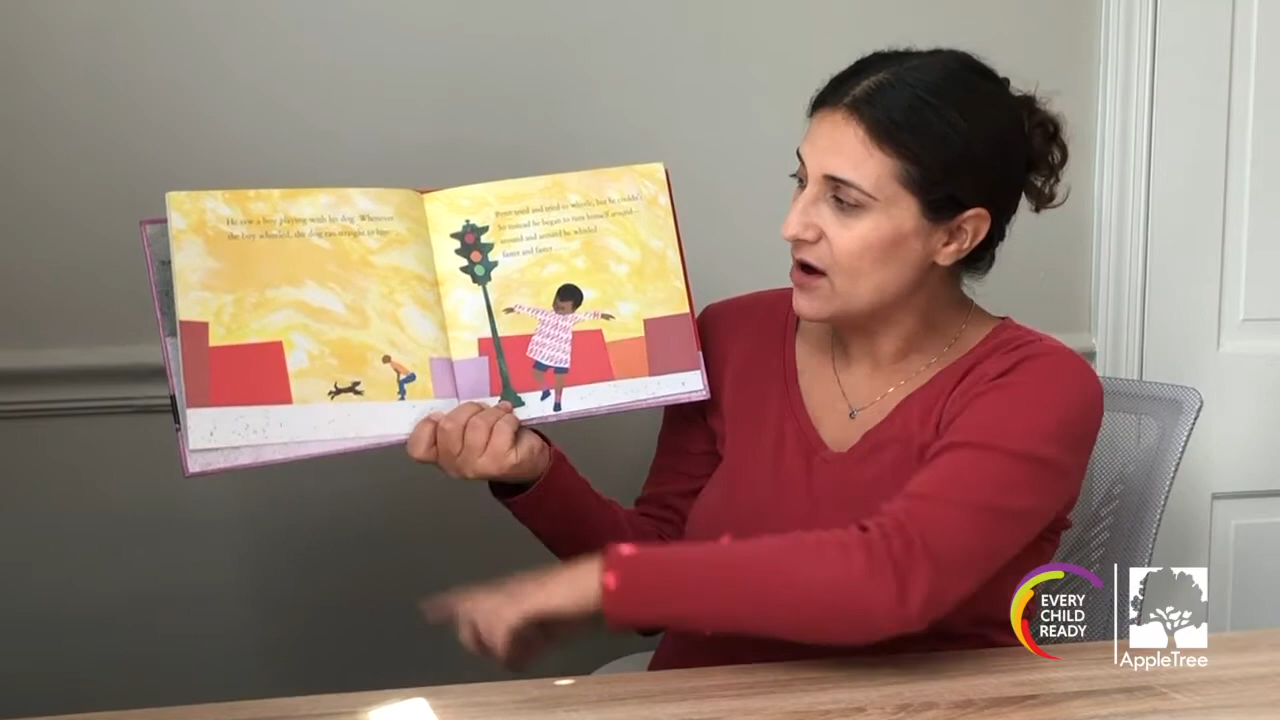 He saw a boy playing with his dog. Whenever
the boy whistled, the dog ran straight to him.
Peter tried and tried to whistle, but he couldn't.
So instead he began to turn himself around—
around and around he whirled . . .
faster and faster . . . .
EVERY
CHILD
READY
AppleTree